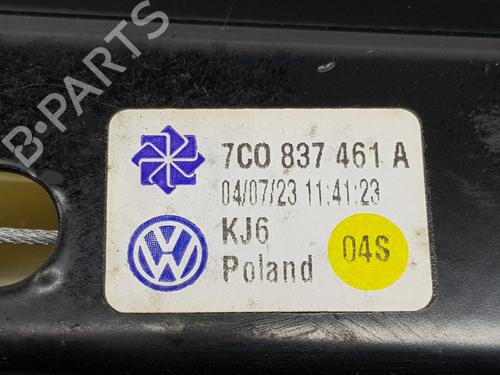 B-PARTS
7C0 837 461 A
04/07/23 11:41:23
KJ6
04S
Poland